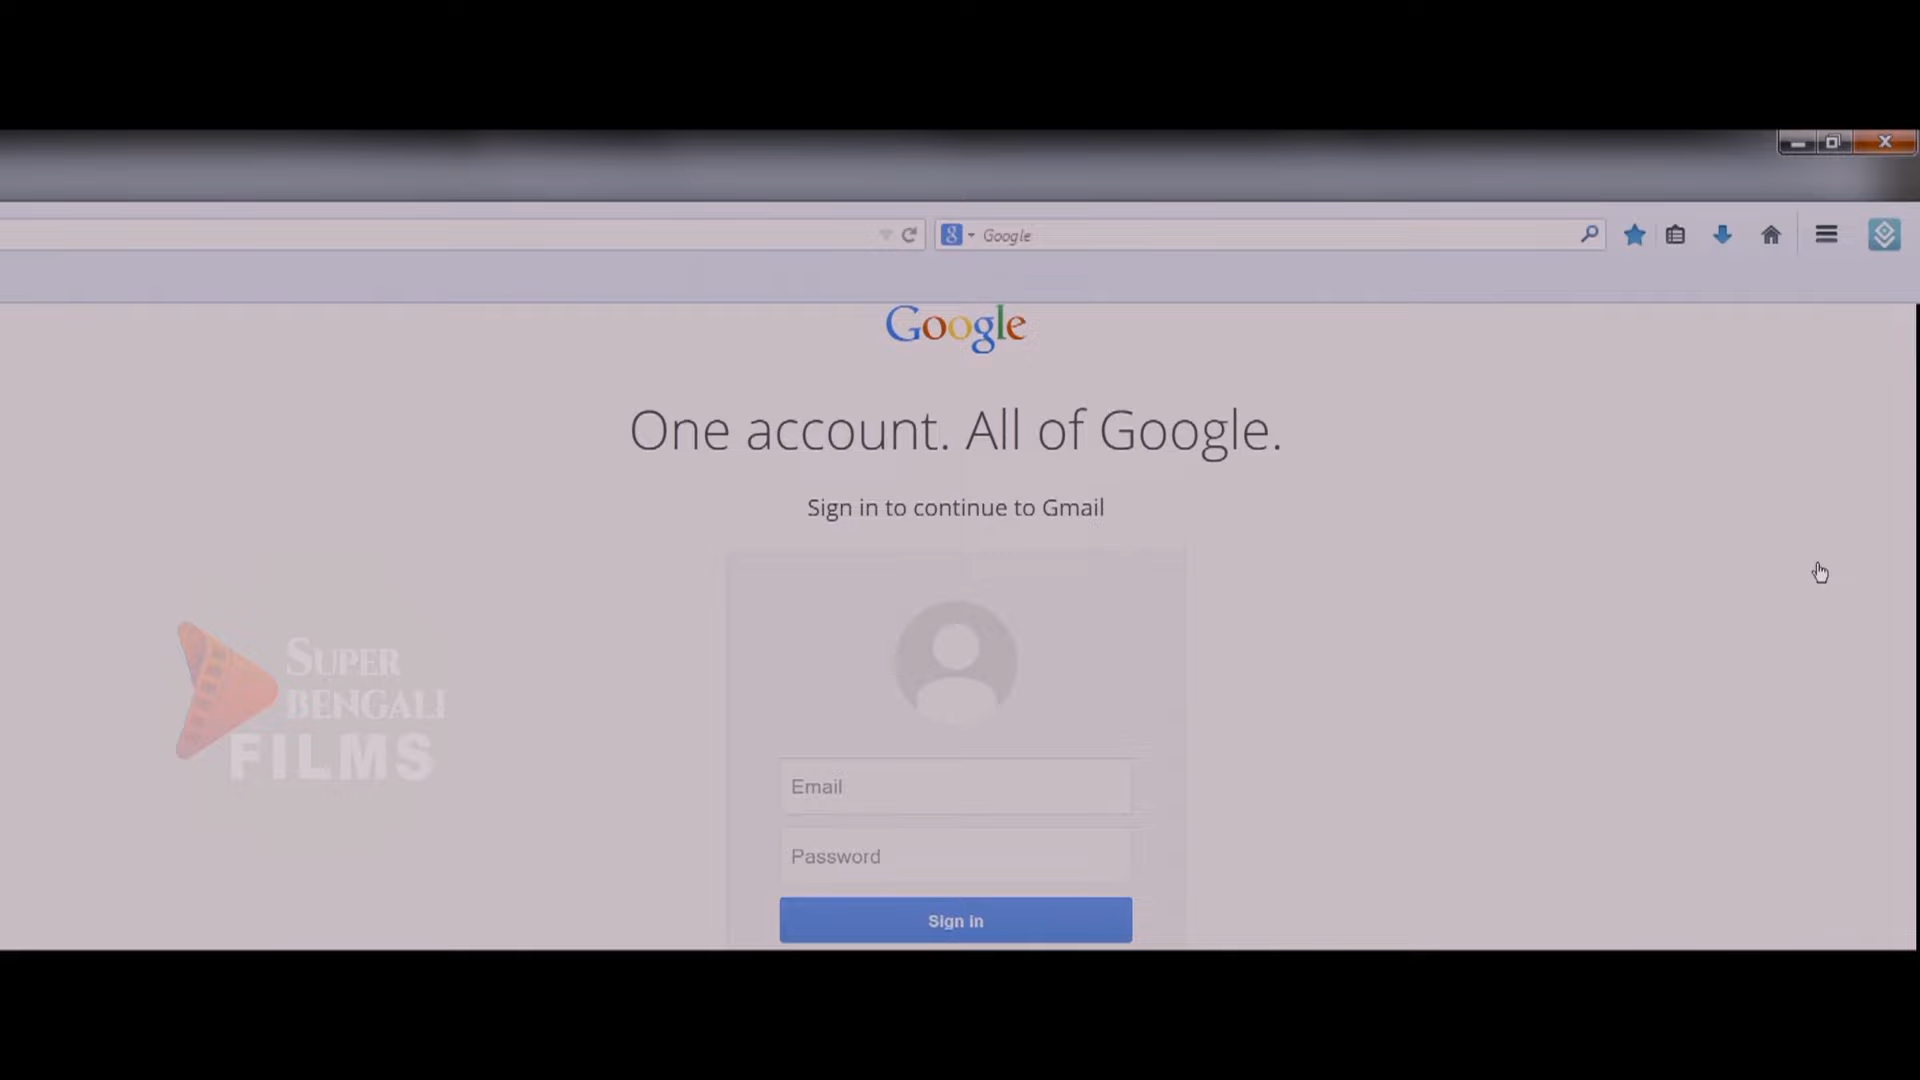 Google
Google
One account. All of Google.
Sign in to continue to Gmail
SUPER
BENGALI
FILMS
Email
Password
Sign in